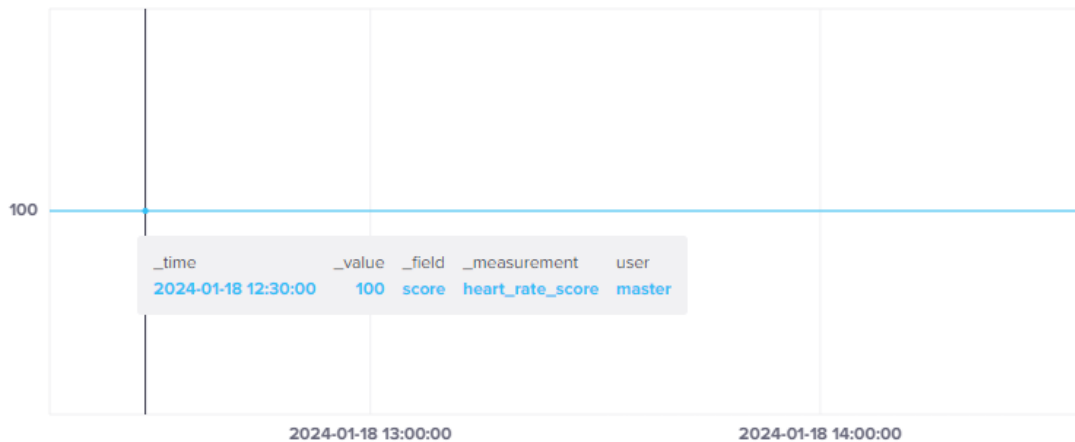 100
_time _value _field _measurement user
2024-01-18 12:30:00 100 score heart_rate_score master
2024-01-18 13:00:00 2024-01-18 14:00:00